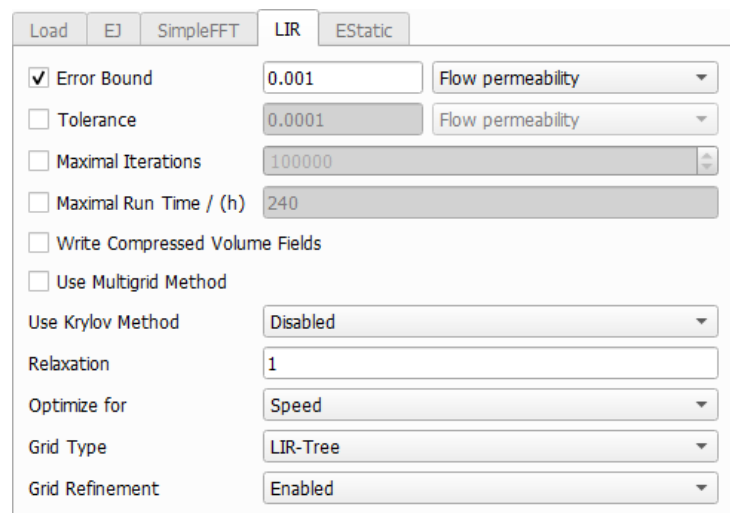 Load EJ SimpleFFT LIR EStatic
Error Bound 0.001 Flow permeability
Tolerance 0.0001 Flow permeability
Maximal Iterations 100000
Maximal Run Time / (h) 240
Write Compressed Volume Fields
Use Multigrid Method
Use Krylov Method Disabled
Relaxation 1
Optimize for Speed
Grid Type LIR-Tree
Grid Refinement Enabled